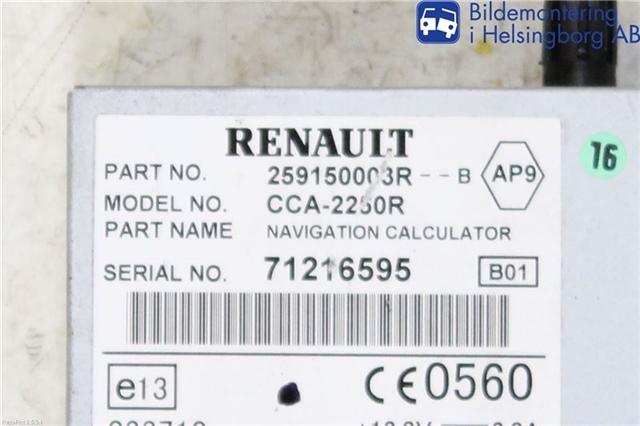 Bildemontering
i Helsingborg AB
16
RENAULT
PART NO. 259150003R - - B AP9
MODEL NO. CCA-2250R
PART NAME NAVIGATION CALCULATOR
SERIAL NO. 71216595 B01
e13 CE0560